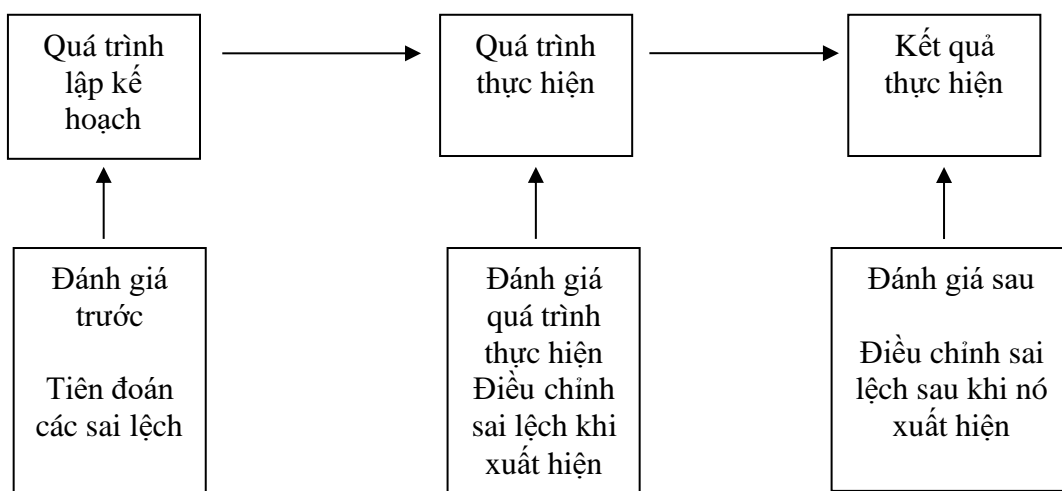 Quá trình
lập kế
hoạch
Quá trình
thực hiện
Kết quả
thực hiện
Đánh giá
trước
Tiên đoán
các sai lệch
Đánh giá
quá trình
thực hiện
Điều chỉnh
sai lệch khi
xuất hiện
Đánh giá sau
Điều chỉnh sai
lệch sau khi nó
xuất hiện